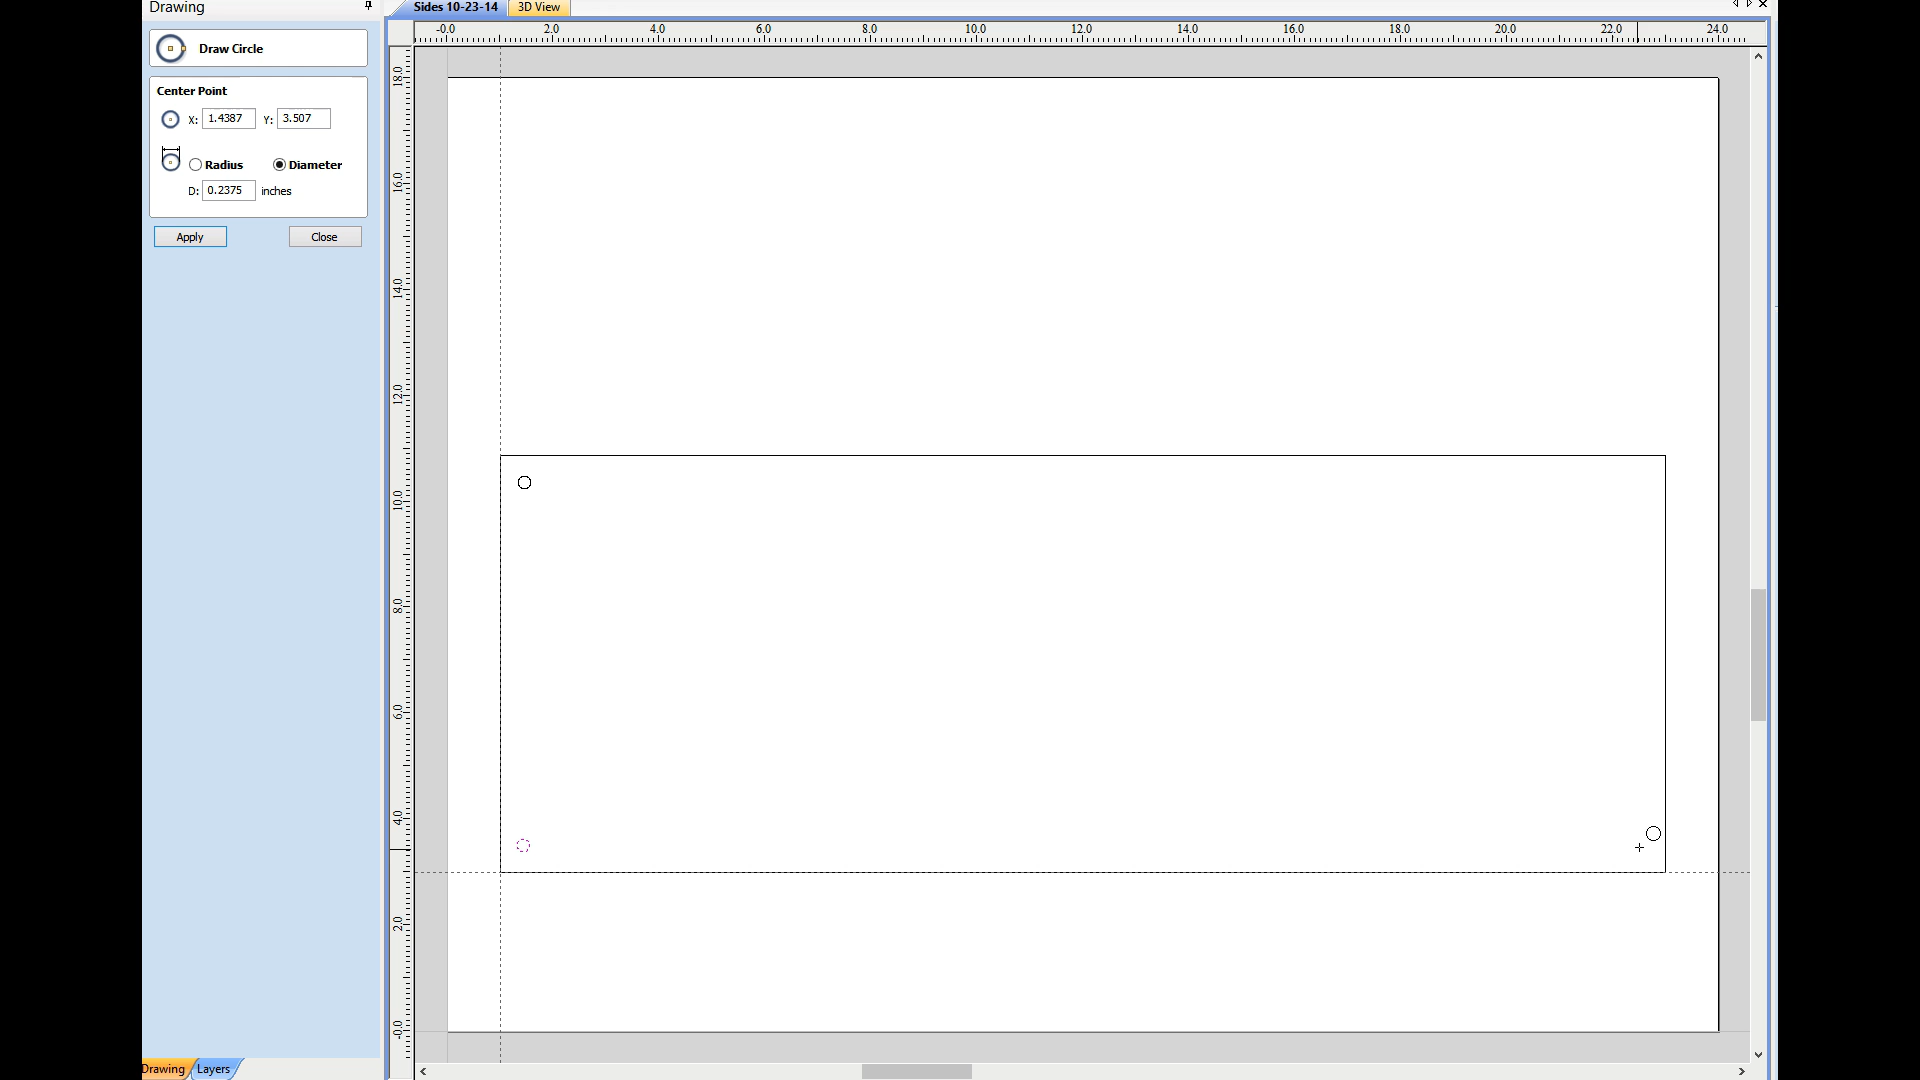 Drawing
Sides 10-23-14
3D View
Draw Circle
-0.0 2.0 4.0 6.0 8.0 10.0 12.0 14.0 16.0 18.0 20.0 22.0 24.0
18.0
Center Point
X: 1.4387 Y: 3.507
Radius Diameter
D: 0.2375 inches
Apply Close
16.0
14.0
12.0
10.0
8.0
6.0
4.0
2.0
-0.0
Drawing Layers